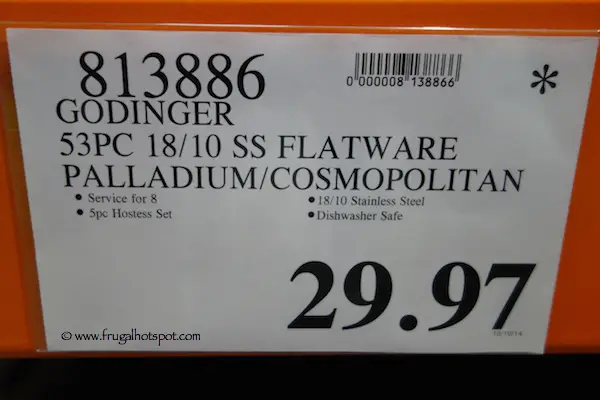 813886
0 000008 138866
*
GODINGER
53PC 18/10 SS FLATWARE
PALLADIUM/COSMOPOLITAN
• Service for 8
• 5pc Hostess Set
• 18/10 Stainless Steel
• Dishwasher Safe
29.97
© www.frugalhotspot.com